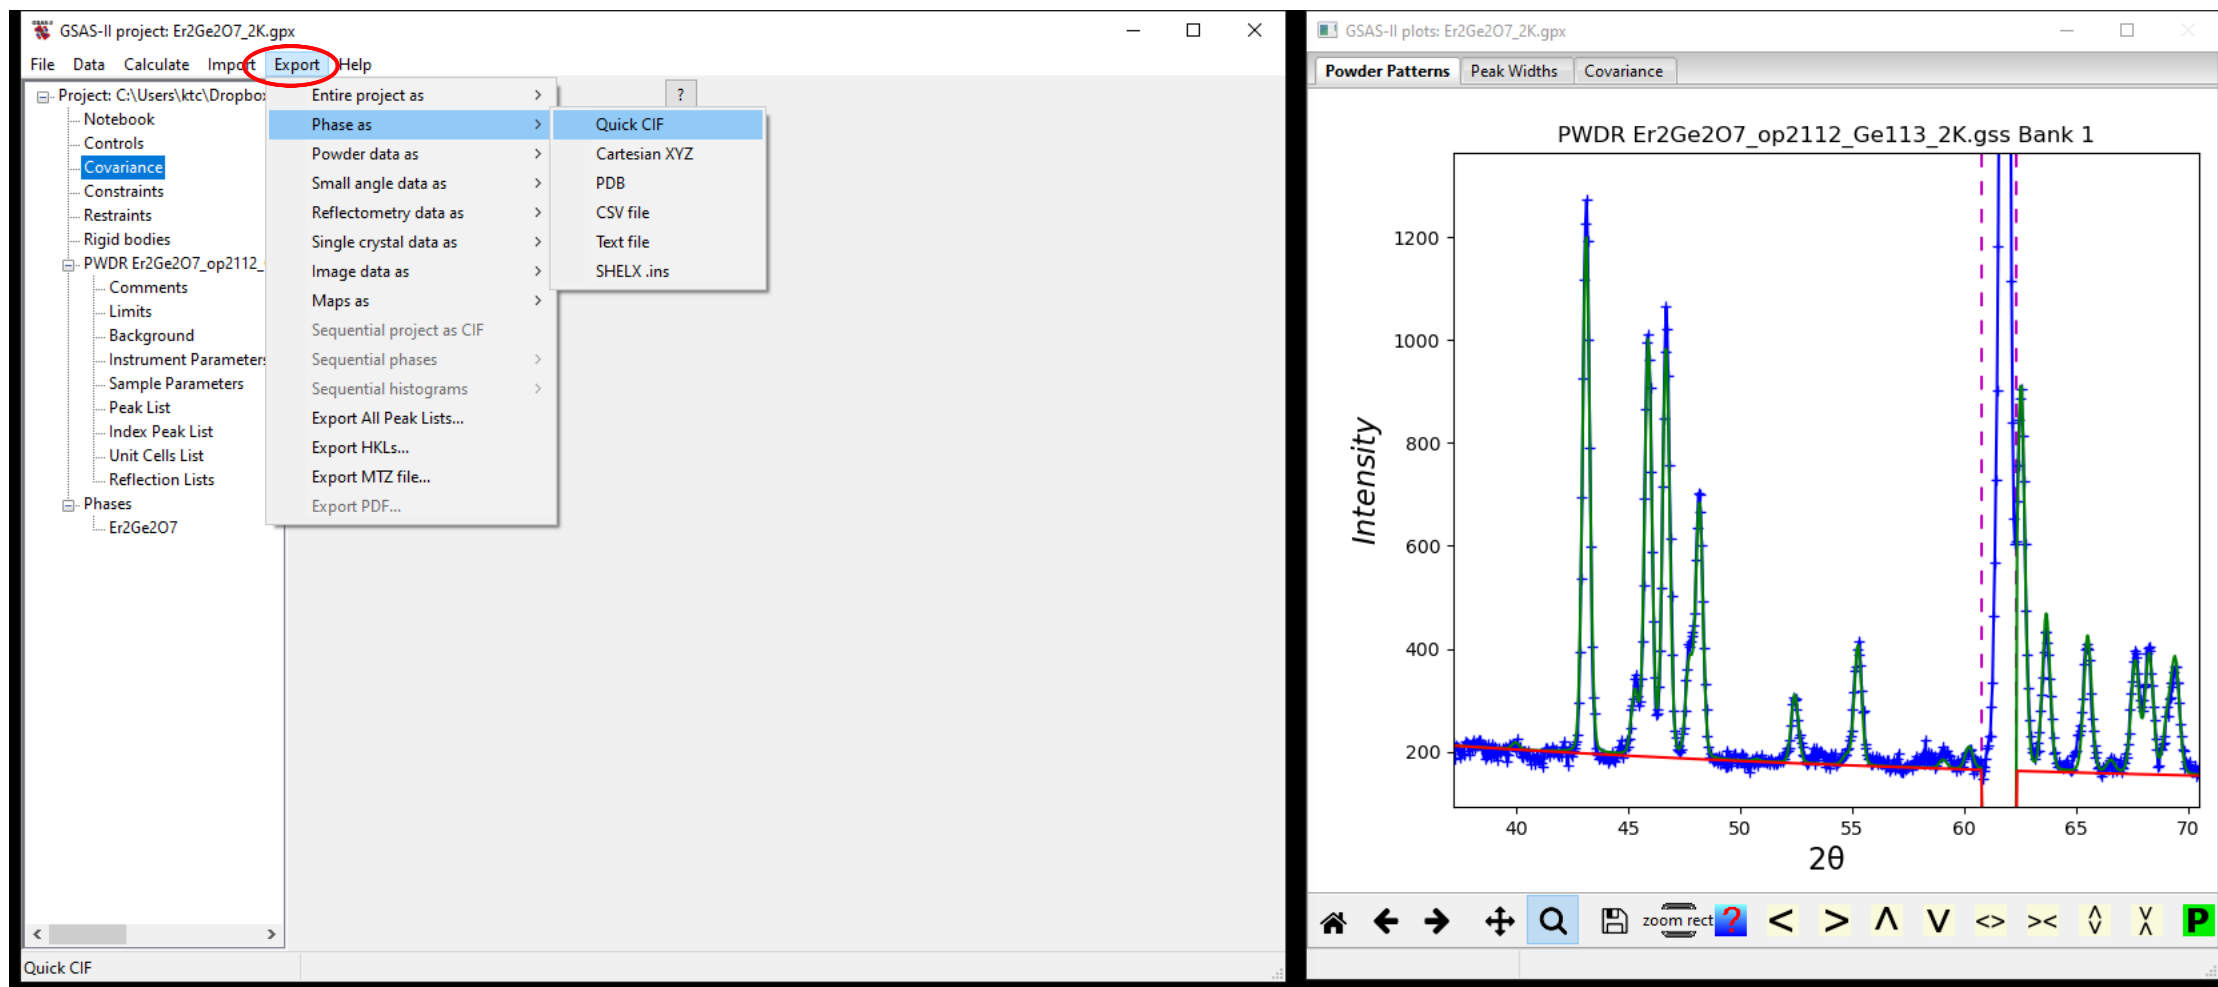 GSAS-II project: Er2Ge2O7_2K.gpx
File Data Calculate Import Export Help
Project: C:\Users\ktc\Dropbox
Notebook
Controls
Covariance
Constraints
Restraints
Rigid bodies
PWDR Er2Ge2O7_op2112_
Comments
Limits
Background
Instrument Parameters
Sample Parameters
Peak List
Index Peak List
Unit Cells List
Reflection Lists
Phases
Er2Ge2O7
Entire project as >
Phase as >
Powder data as >
Small angle data as >
Reflectometry data as >
Single crystal data as >
Image data as >
Maps as >
Sequential project as CIF
Sequential phases >
Sequential histograms >
Export All Peak Lists...
Export HKLs...
Export MTZ file...
Export PDF...
?
Quick CIF
Cartesian XYZ
PDB
CSV file
Text file
SHELX .ins
Quick CIF
GSAS-II plots: Er2Ge2O7_2K.gpx
Powder Patterns Peak Widths Covariance
PWDR Er2Ge2O7_op2112_Ge113_2K.gss Bank 1
Intensity
1200
1000
800
600
400
200
40 45 50 55 60 65 70
2θ
zoom rect ? < > Λ V <> >< P